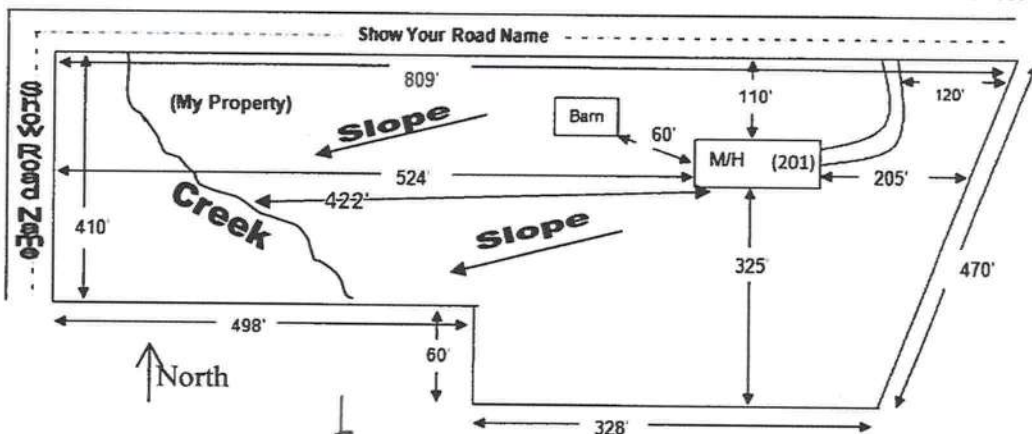 Show Your Road Name
809'
(My Property)
Slope
Barn
110'
120'
60'
M/H (201)
Show Road Name
524'
205'
422'
Creek
410'
Slope
325'
470'
498'
60'
North
328'